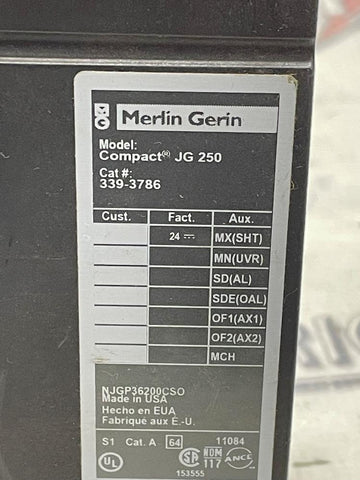 MG Merlin Gerin
Model:
Compact® JG 250
Cat #:
339-3786
Cust. Fact. Aux.
24 ⎓ MX(SHT)
MN(UVR)
SD(AL)
SDE(OAL)
OF1(AX1)
OF2(AX2)
MCH
NJGP36200CSO
Made in USA
Hecho en EUA
Fabriqué aux É.-U.
S1 Cat. A 64 11084
UL SA NOM 117 ANCE
153555